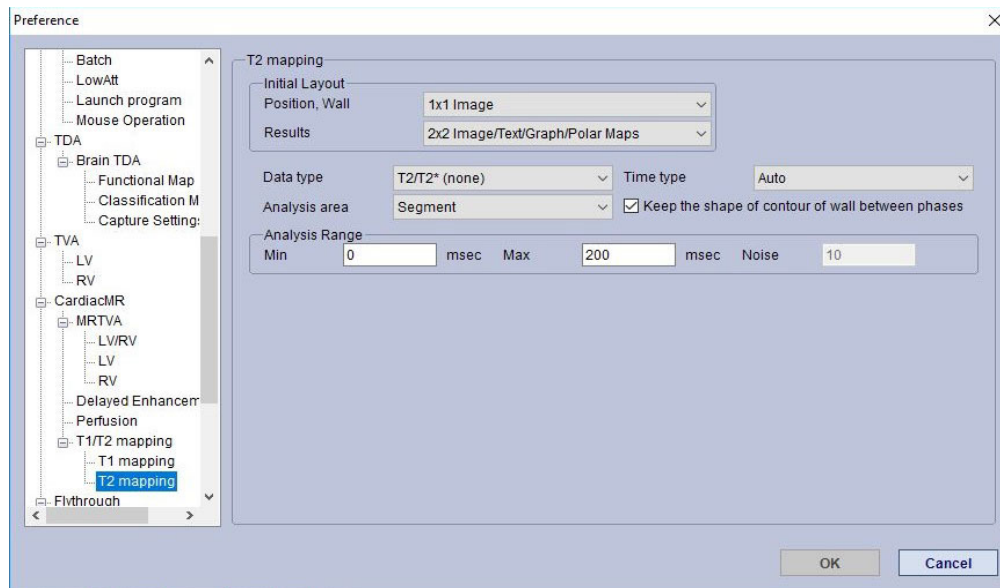 Preference
Batch
LowAtt
Launch program
Mouse Operation
TDA
Brain TDA
Functional Map
Classification M
Capture Setting
TVA
LV
RV
CardiacMR
MRTVA
LV/RV
LV
RV
Delayed Enhancem
Perfusion
T1/T2 mapping
T1 mapping
T2 mapping
Flythrough
T2 mapping
Initial Layout
Position, Wall 1x1 Image
Results 2x2 Image/Text/Graph/Polar Maps
Data type T2/T2* (none) Time type Auto
Analysis area Segment Keep the shape of contour of wall between phases
Analysis Range
Min 0 msec Max 200 msec Noise 10
OK Cancel